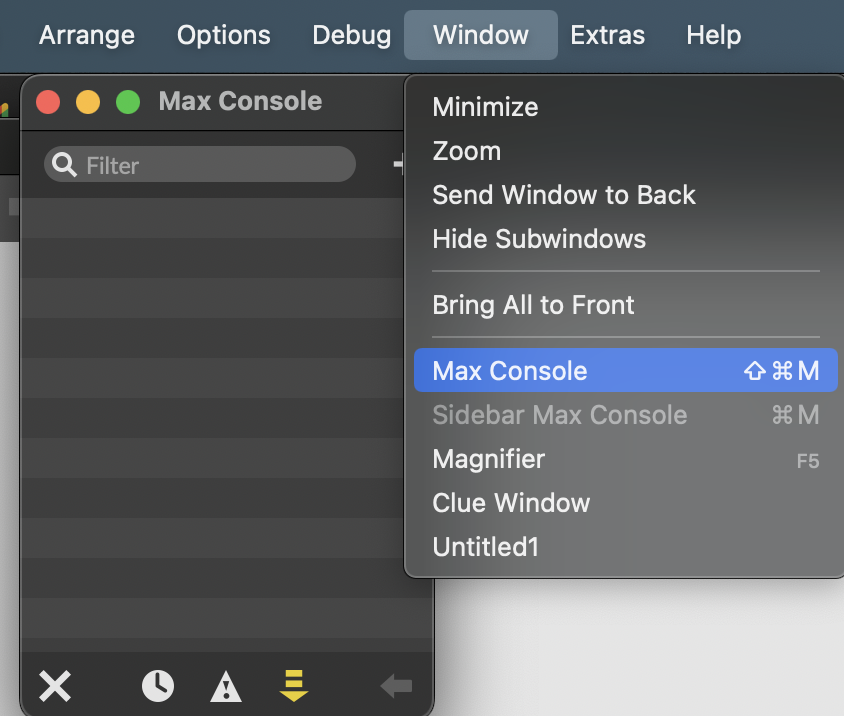 Arrange Options Debug Window Extras Help
Max Console
Filter
Minimize
Zoom
Send Window to Back
Hide Subwindows
Bring All to Front
Max Console ⇧⌘M
Sidebar Max Console ⌘M
Magnifier F5
Clue Window
Untitled1